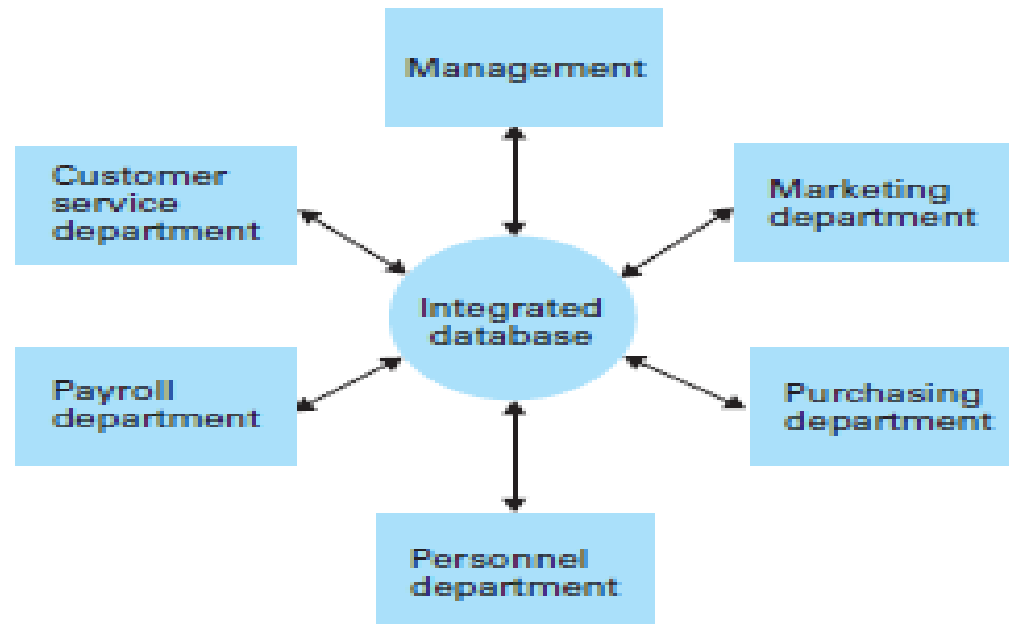 Management
Customer
service
department
Marketing
department
Integrated
database
Payroll
department
Purchasing
department
Personnel
department